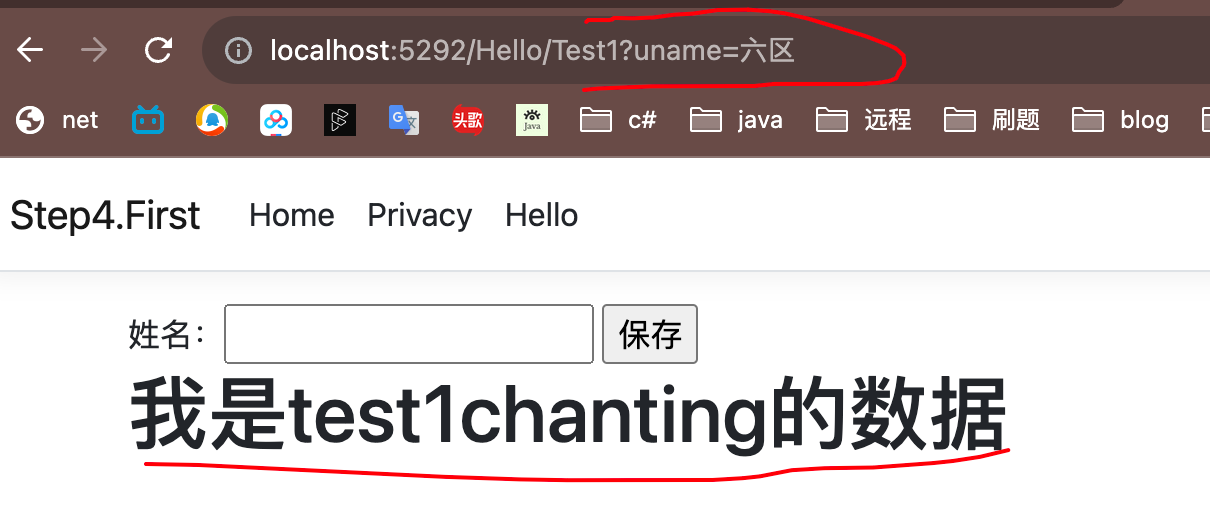 localhost:5292/Hello/Test1?uname=六区
net 头歌 Java c# java 远程 刷题 blog
Step4.First Home Privacy Hello
姓名： 保存
我是test1chanting的数据